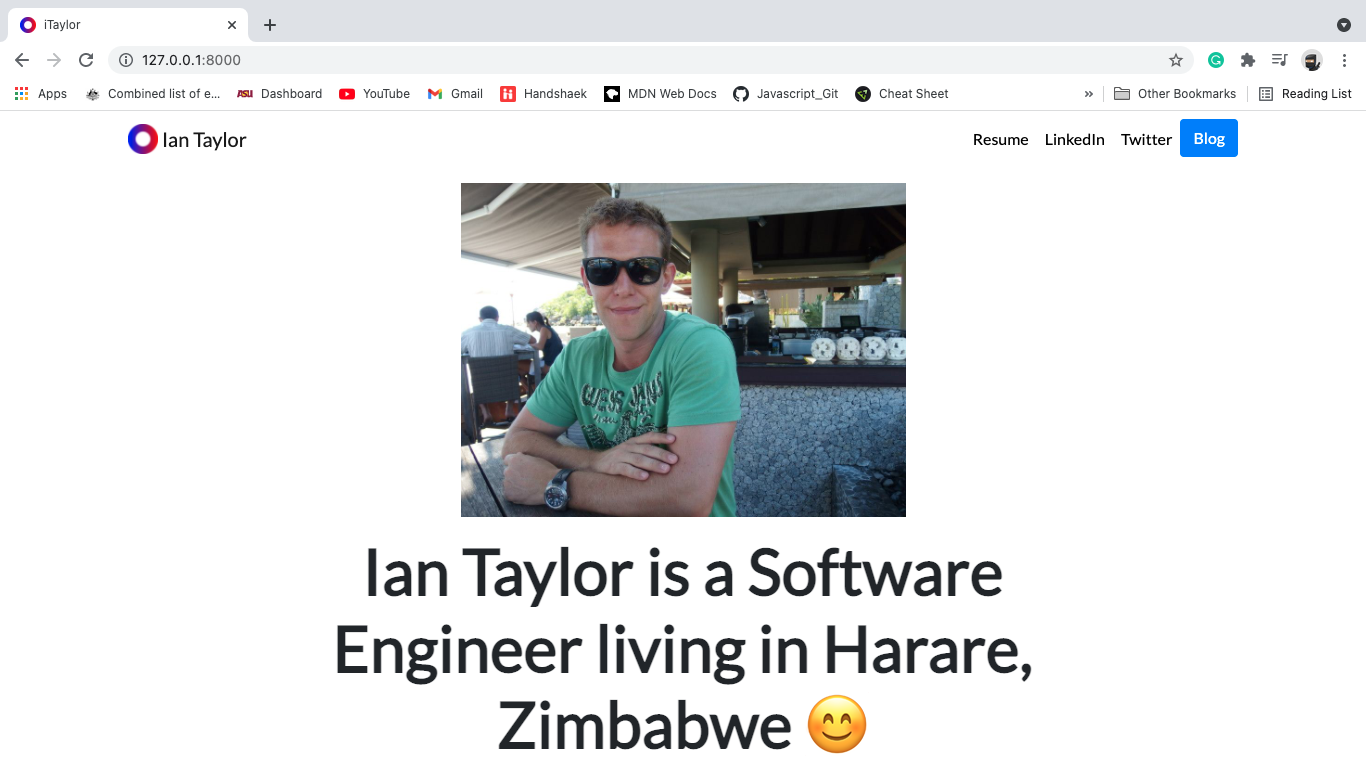 iTaylor
127.0.0.1:8000
Apps
Combined list of e...
ASU Dashboard
YouTube
Gmail
Handshaek
MDN Web Docs
Javascript_Git
Cheat Sheet
»
Other Bookmarks
Reading List
Ian Taylor
Resume
LinkedIn
Twitter
Blog
Ian Taylor is a Software
Engineer living in Harare,
Zimbabwe 😊